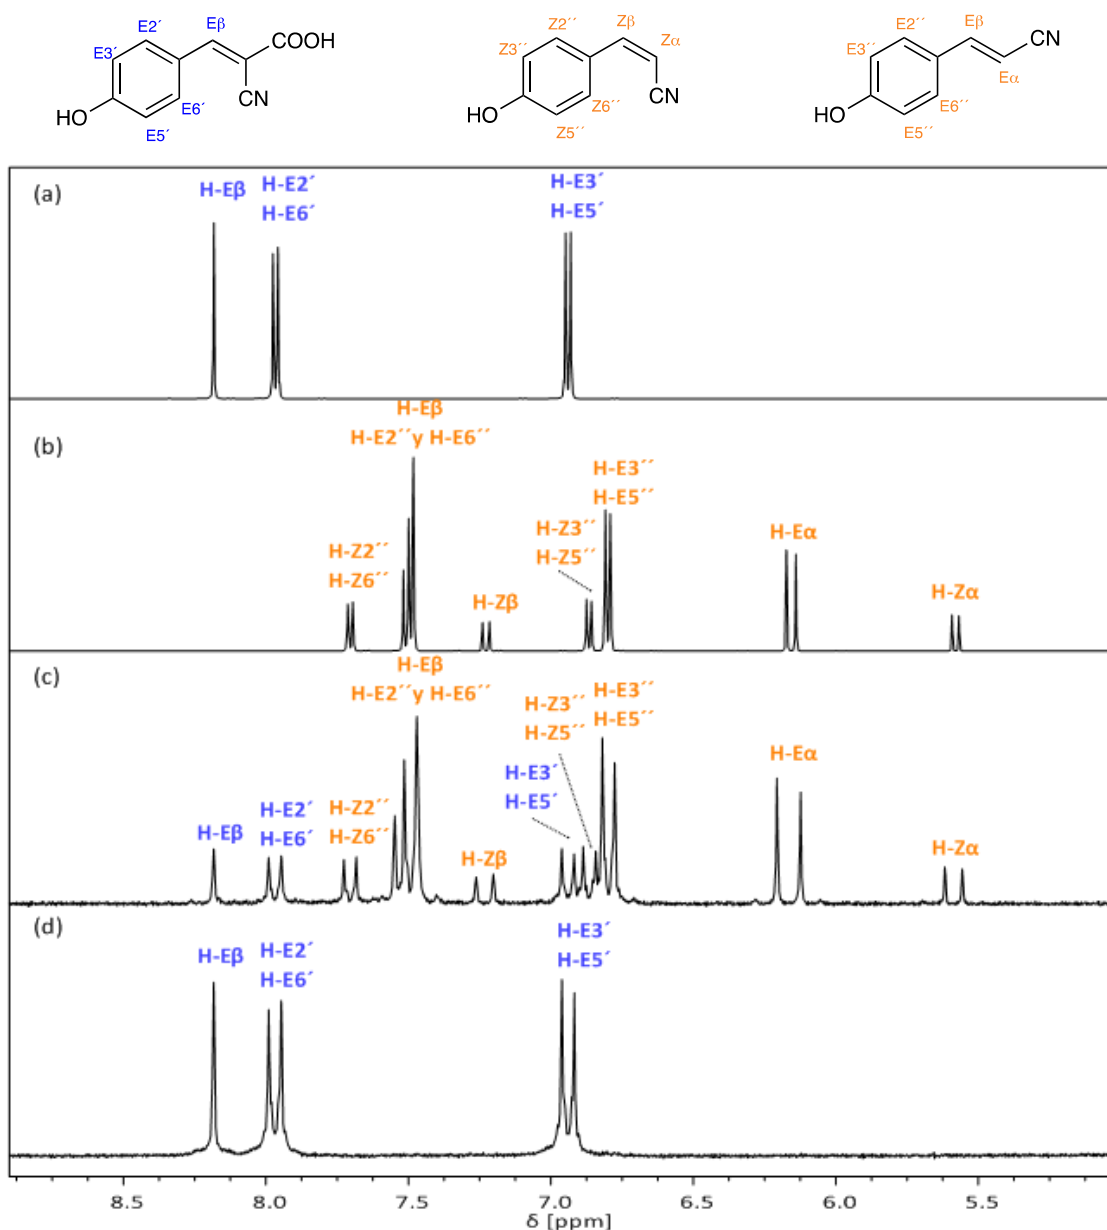 E2´ Eβ COOH
E3´
E6´ CN
HO
E5´
Z2´´ Zβ
Z3´´ Zα
Z6´´ CN
HO
Z5´´
E2´´ Eβ CN
E3´´
Eα
E6´´
HO
E5´´
(a)
H-Eβ
H-E2´
H-E6´
H-E3´
H-E5´
(b)
H-Z2´´
H-Z6´´
H-Eβ
H-E2´´y H-E6´´
H-Zβ
H-Z3´´
H-Z5´´
H-E3´´
H-E5´´
H-Eα
H-Zα
(c)
H-Eβ
H-E2´
H-E6´
H-Z2´´
H-Z6´´
H-Eβ
H-E2´´y H-E6´´
H-Zβ
H-E3´
H-E5´
H-Z3´´
H-Z5´´
H-E3´´
H-E5´´
H-Eα
H-Zα
(d)
H-Eβ
H-E2´
H-E6´
H-E3´
H-E5´
8.5 8.0 7.5 7.0 6.5 6.0 5.5
δ [ppm]